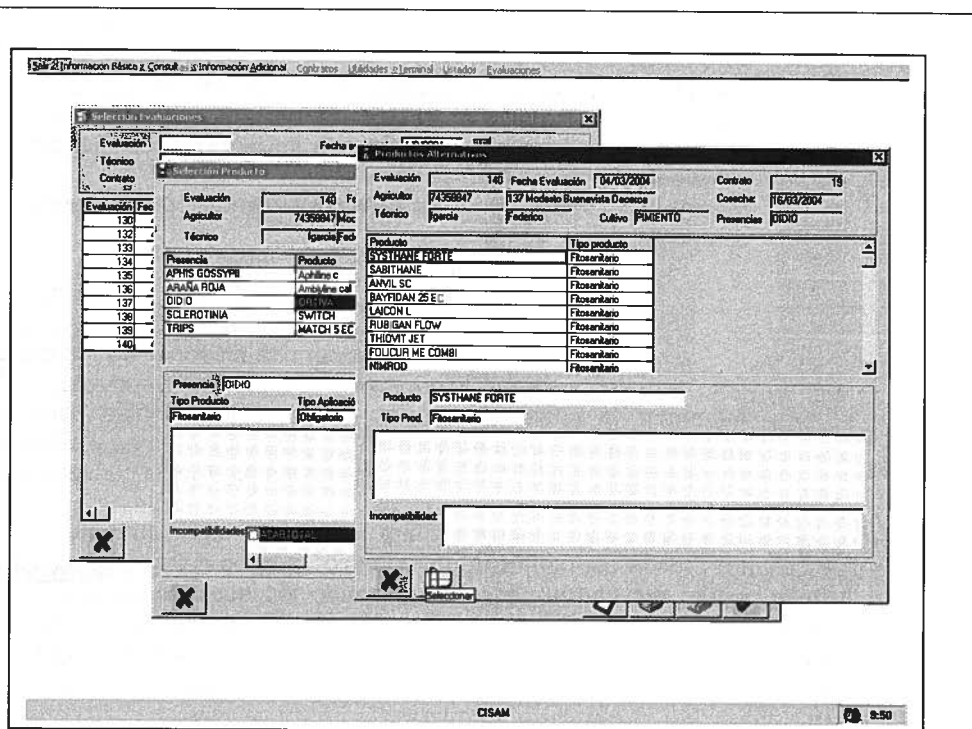 Salir Información Básica Consultas Información Adicional Contratos Utilidades Terminal Listados Evaluaciones
Selección Evaluaciones
Evaluación
Técnico
Contrato
Evaluación
130
132
133
134
135
136
137
138
139
140
Selección Producto
Evaluación 140
Agricultor 74358847
Técnico lgarcia
Presencia Producto
APHIS GOSSYPII Aphiline c
ARAÑA ROJA Ambyline cal
OIDIO ORTIVA
SCLEROTINIA SWITCH
TRIPS MATCH 5 EC
Presencia OIDIO
Tipo Producto
Fitosanitario Obligatorio
Incompatibilidades
Productos Alternativos
Evaluación 140 Fecha Evaluación 04/03/2004 Contrato 19
Agricultor 74358847 137 Modesto Buenavista Cosecha: 16/03/2004
Técnico lgarcia Federico Cultivo PIMIENTO Presencias OIDIO
Producto Tipo producto
SYSTHANE FORTE Fitosanitario
SABITHANE Fitosanitario
ANVIL SC Fitosanitario
BAYFIDAN 25 EC Fitosanitario
LAICON L Fitosanitario
RUBIGAN FLOW Fitosanitario
THIOVIT JET Fitosanitario
FOLICUR ME COMBI Fitosanitario
NIMROD Fitosanitario
Producto SYSTHANE FORTE
Tipo Prod. Fitosanitario
Incompatibilidad:
Seleccionar
CISAM 9:50